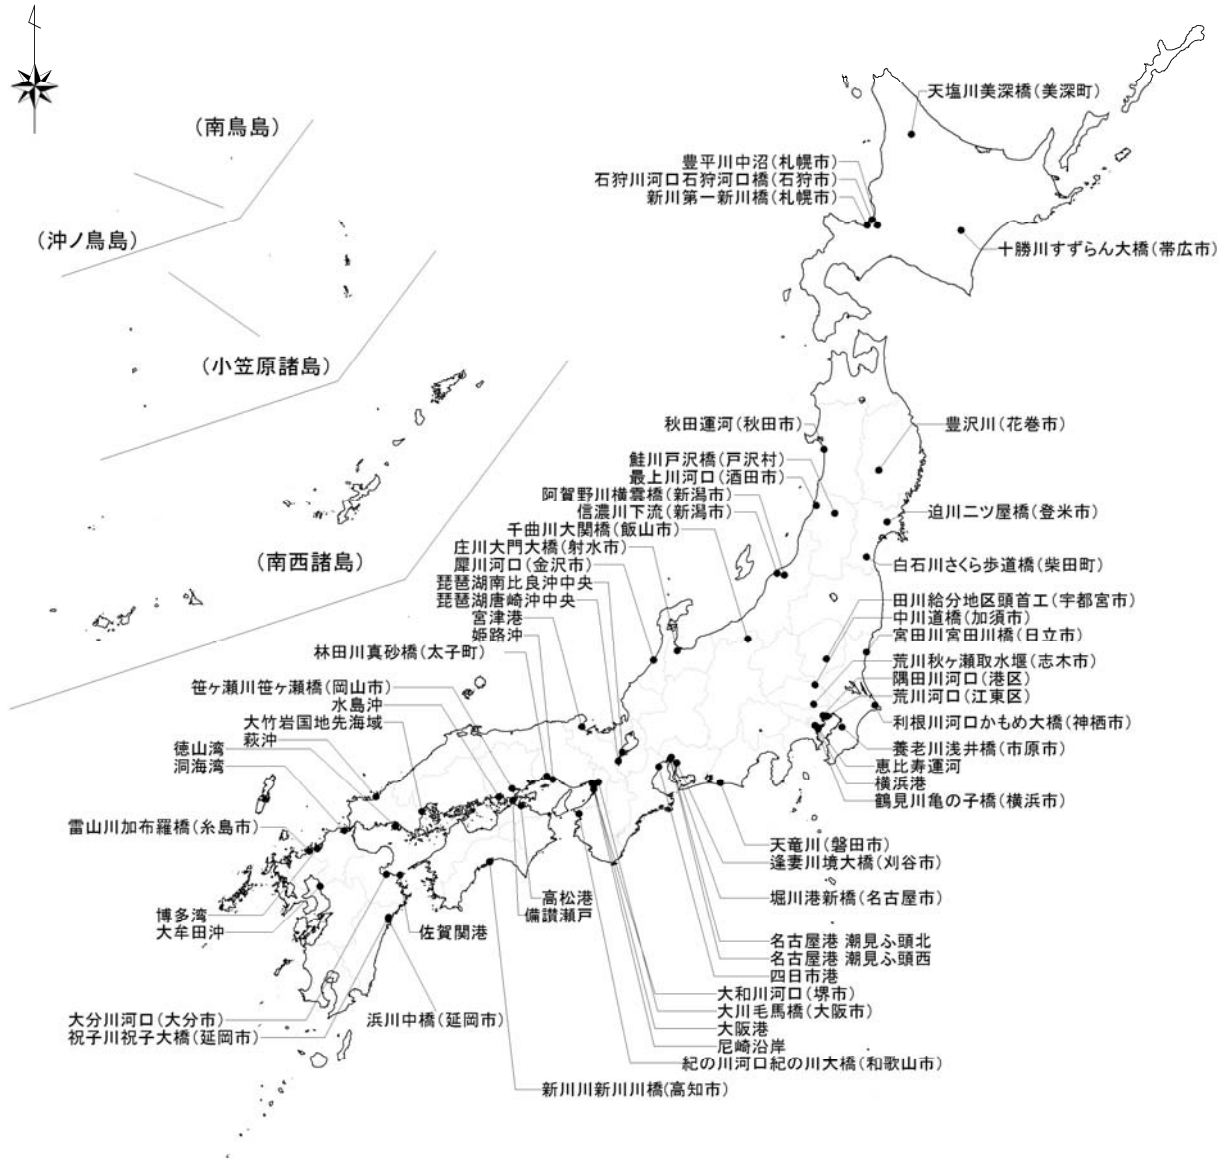 天塩川美深橋(美深町)
(南鳥島)
豊平川中沼(札幌市)
石狩川河口石狩河口橋(石狩市)
新川第一新川橋(札幌市)
(沖ノ鳥島)
十勝川すずらん大橋(帯広市)
(小笠原諸島)
秋田運河(秋田市)
豊沢川(花巻市)
鮭川戸沢橋(戸沢村)
最上川河口(酒田市)
阿賀野川横雲橋(新潟市)
信濃川下流(新潟市)
迫川二ツ屋橋(登米市)
千曲川大関橋(飯山市)
庄川大門大橋(射水市)
(南西諸島)
犀川河口(金沢市)
白石川さくら歩道橋(柴田町)
琵琶湖南比良沖中央
琵琶湖唐崎沖中央
田川給分地区頭首工(宇都宮市)
宮津港
中川道橋(加須市)
姫路沖
宮田川宮田川橋(日立市)
林田川真砂橋(太子町)
荒川秋ヶ瀬取水堰(志木市)
隅田川河口(港区)
笹ヶ瀬川笹ヶ瀬橋(岡山市)
荒川河口(江東区)
水島沖
大竹岩国地先海域
利根川河口かもめ大橋(神栖市)
萩沖
徳山湾
養老川浅井橋(市原市)
洞海湾
恵比寿運河
横浜港
鶴見川亀の子橋(横浜市)
雷山川加布羅橋(糸島市)
天竜川(磐田市)
逢妻川境大橋(刈谷市)
高松港
堀川港新橋(名古屋市)
博多湾
備讃瀬戸
大牟田沖
佐賀関港
名古屋港 潮見ふ頭北
名古屋港 潮見ふ頭西
四日市港
大和川河口(堺市)
大川毛馬橋(大阪市)
大分川河口(大分市)
浜川中橋(延岡市)
大阪港
祝子川祝子大橋(延岡市)
尼崎沿岸
紀の川河口紀の川大橋(和歌山市)
新川川新川川橋(高知市)